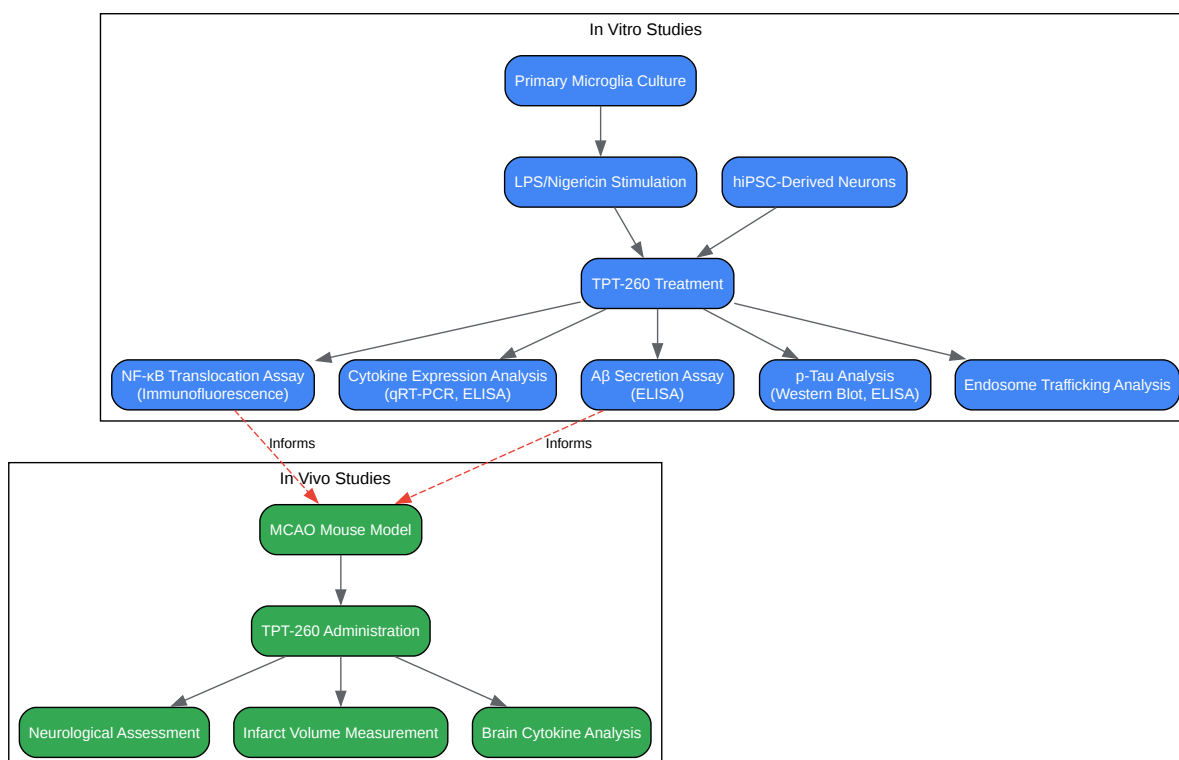 In Vitro Studies
Primary Microglia Culture
LPS/Nigericin Stimulation
hiPSC-Derived Neurons
TPT-260 Treatment
NF-κB Translocation Assay
(Immunofluorescence)
Cytokine Expression Analysis
(qRT-PCR, ELISA)
Aβ Secretion Assay
(ELISA)
p-Tau Analysis
(Western Blot, ELISA)
Endosome Trafficking Analysis
Informs
Informs
In Vivo Studies
MCAO Mouse Model
TPT-260 Administration
Neurological Assessment
Infarct Volume Measurement
Brain Cytokine Analysis